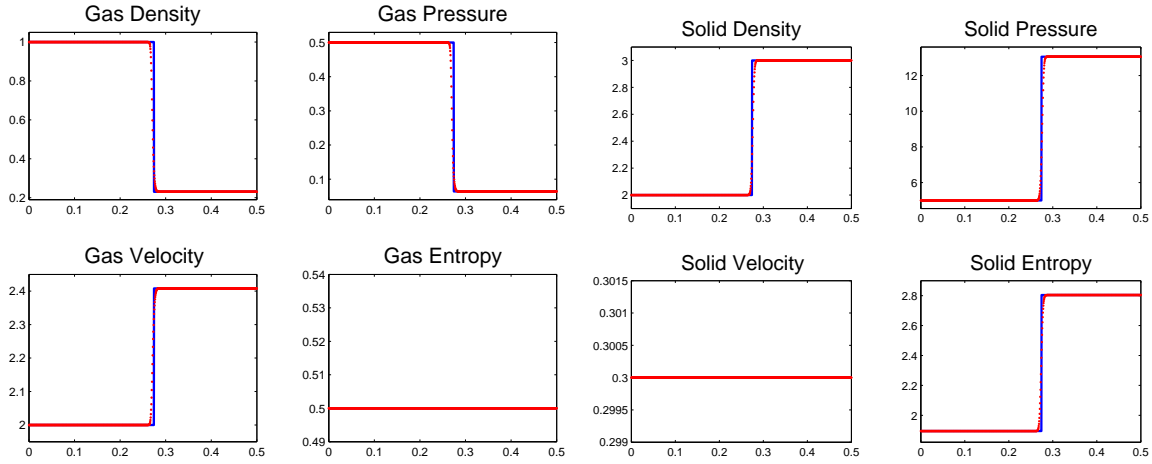 Gas Density
1
0.8
0.6
0.4
0.2
0 0.1 0.2 0.3 0.4 0.5
Gas Pressure
0.5
0.4
0.3
0.2
0.1
0 0.1 0.2 0.3 0.4 0.5
Solid Density
3
2.8
2.6
2.4
2.2
2
0 0.1 0.2 0.3 0.4 0.5
Solid Pressure
12
10
8
6
0 0.1 0.2 0.3 0.4 0.5
Gas Velocity
2.4
2.3
2.2
2.1
2
0 0.1 0.2 0.3 0.4 0.5
Gas Entropy
0.54
0.53
0.52
0.51
0.5
0.49
0 0.1 0.2 0.3 0.4 0.5
Solid Velocity
0.3015
0.301
0.3005
0.3
0.2995
0.299
0 0.1 0.2 0.3 0.4 0.5
Solid Entropy
2.8
2.6
2.4
2.2
2
0 0.1 0.2 0.3 0.4 0.5